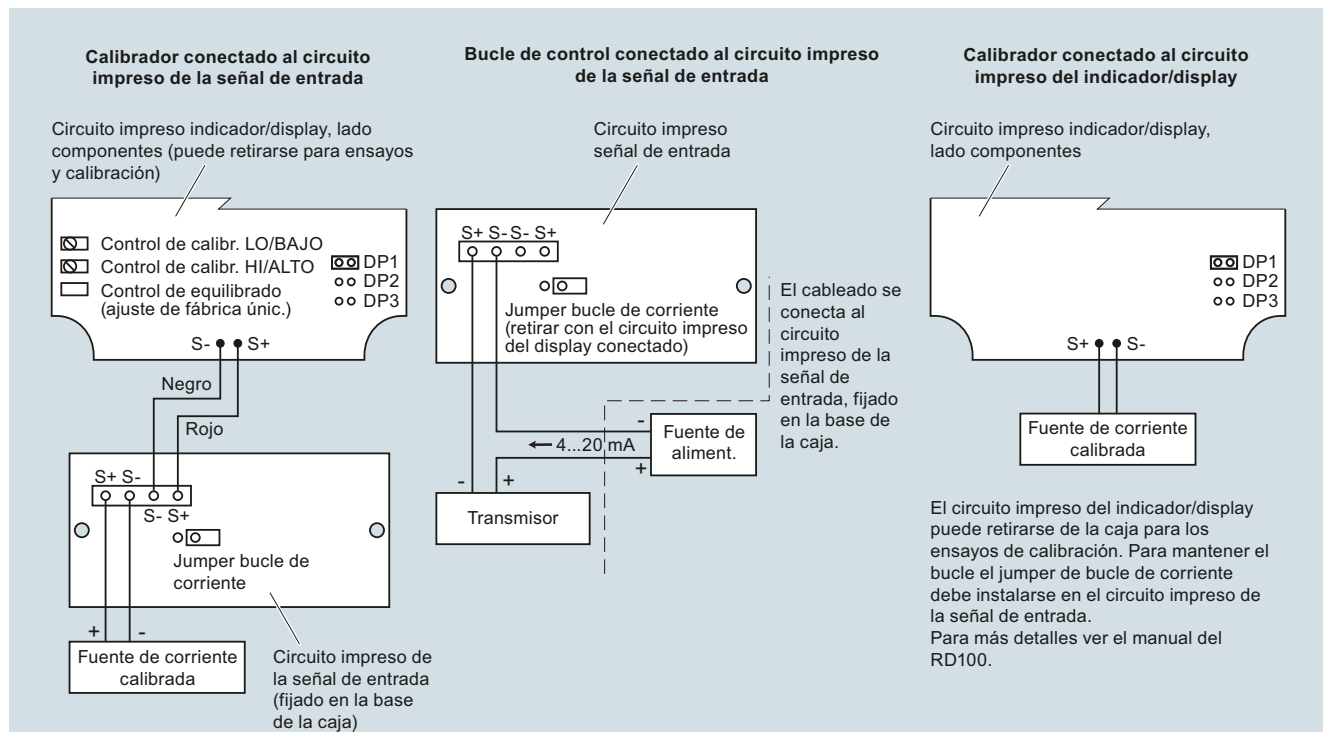 Calibrador conectado al circuito
impreso de la señal de entrada
Circuito impreso indicador/display, lado
componentes (puede retirarse para ensayos
y calibración)
Control de calibr. LO/BAJO
Control de calibr. HI/ALTO
Control de equilibrado
(ajuste de fábrica únic.)
DP1
DP2
DP3
S- S+
Negro
Rojo
S+ S-
S- S+
Jumper bucle de
corriente
+ -
Fuente de corriente
calibrada
Circuito impreso de
la señal de entrada
(fijado en la base
de la caja)
Bucle de control conectado al circuito impreso
de la señal de entrada
Circuito impreso
señal de entrada
S+ S- S- S+
Jumper bucle de corriente
(retirar con el circuito impreso
del display conectado)
El cableado se
conecta al
circuito
impreso de la
señal de
entrada, fijado
en la base de
la caja.
-
4...20 mA
+
Fuente de
aliment.
- +
Transmisor
Calibrador conectado al circuito
impreso del indicador/display
Circuito impreso indicador/display,
lado componentes
DP1
DP2
DP3
S+ S-
Fuente de corriente
calibrada
El circuito impreso del indicador/display
puede retirarse de la caja para los
ensayos de calibración. Para mantener el
bucle el jumper de bucle de corriente
debe instalarse en el circuito impreso de
la señal de entrada.
Para más detalles ver el manual del
RD100.